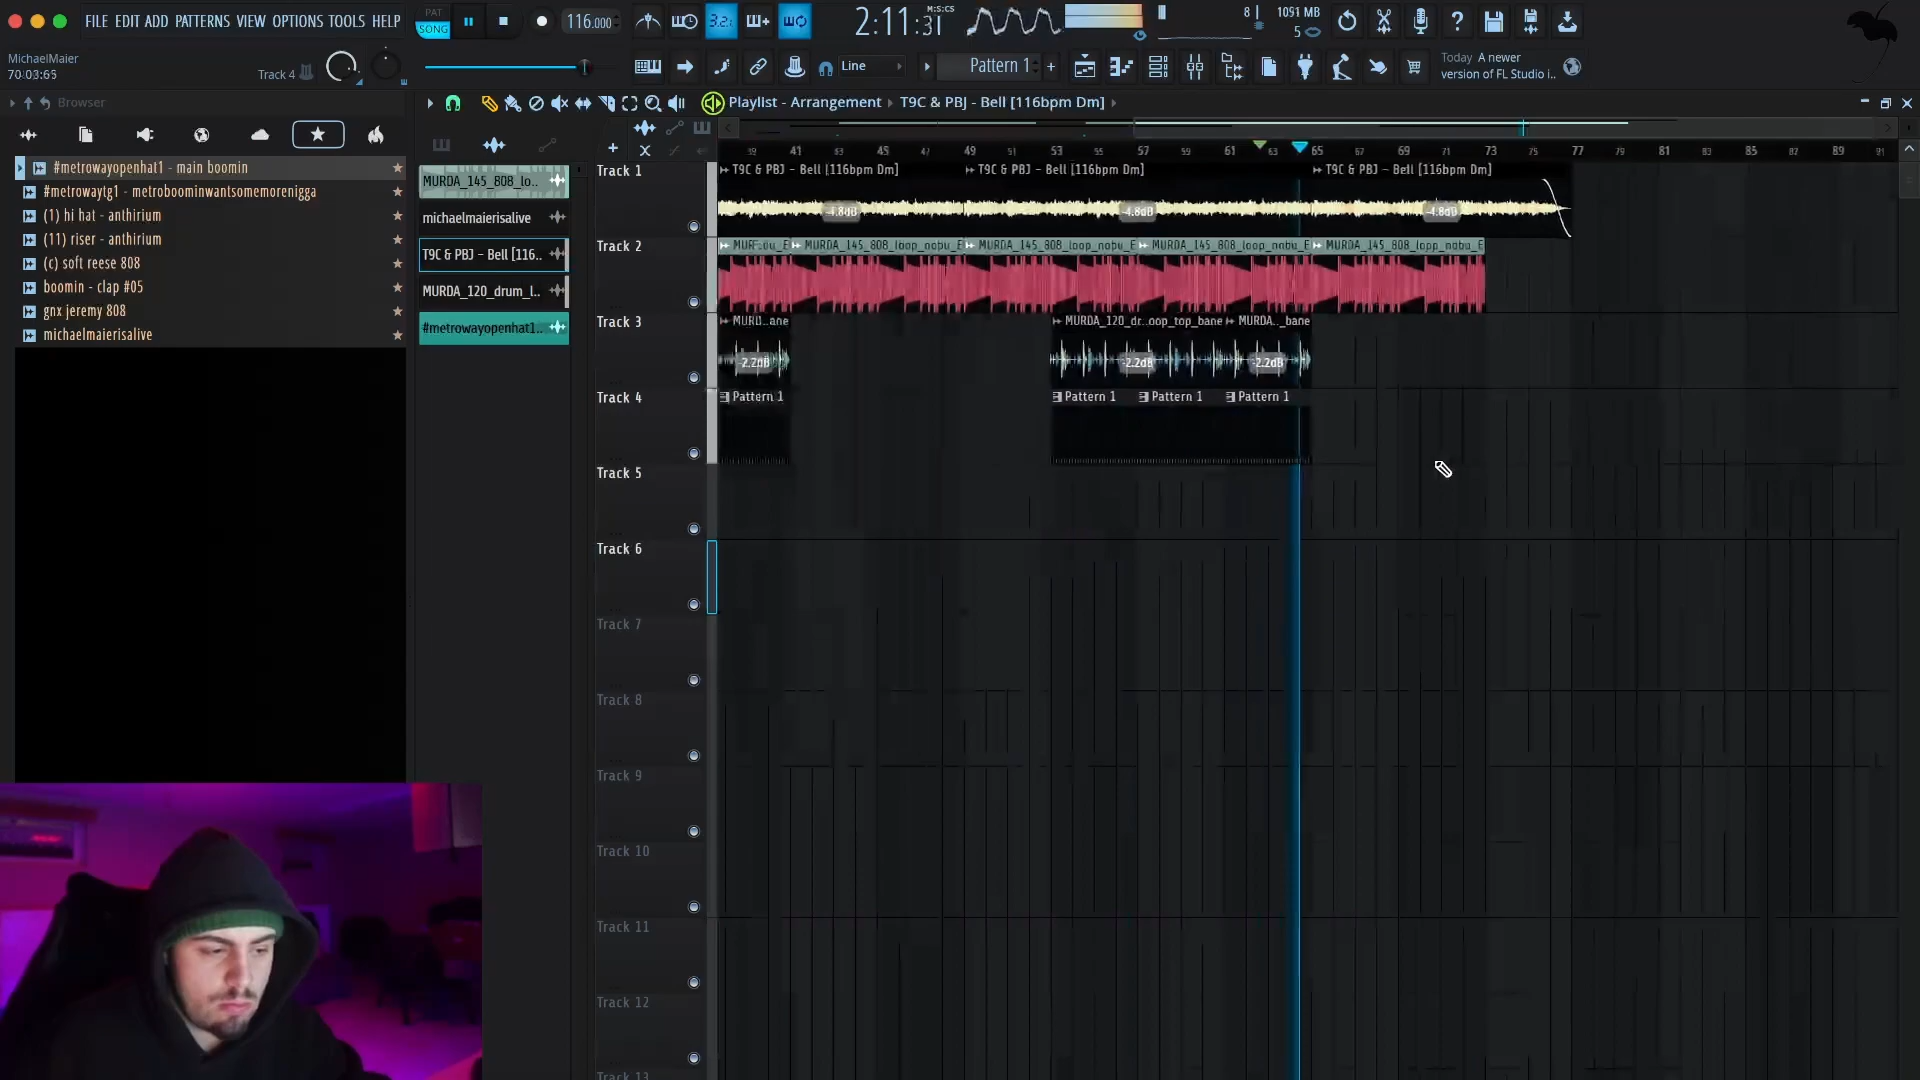 FILE EDIT ADD PATTERNS VIEW OPTIONS TOOLS HELP
PAT
SONG
116.000
3.2.
2:11:31
M:S:CS
8
1091 MB
5
MichaelMaier
70:03:65
Track 4
Line
Pattern 1
Today A newer
version of FL Studio i..
Browser
Playlist - Arrangement
T9C & PBJ - Bell [116bpm Dm]
#metrowayopenhat1 - main boomin
#metrowaytg1 - metroboominwantsomemorenigga
(1) hi hat - anthirium
(11) riser - anthirium
(c) soft reese 808
boomin - clap #05
gnx jeremy 808
michaelmaierisalive
MURDA_145_808_lo..
michaelmaierisalive
T9C & PBJ - Bell [116..
MURDA_120_drum_l..
#metrowayopenhat1..
39 41 43 45 47 49 51 53 55 57 59 61 63 65 67 69 71 73 75 77 79 81 83 85 87 89 91
Track 1
T9C & PBJ - Bell [116bpm Dm]
T9C & PBJ - Bell [116bpm Dm]
T9C & PBJ - Bell [116bpm Dm]
-4.8dB
-4.8dB
-4.8dB
Track 2
MURDA_145_808_loop_nobu_E
MURDA_145_808_loop_nobu_E
MURDA_145_808_loop_nobu_E
MURDA_145_808_loop_nobu_E
Track 3
MURD..ane
MURDA_120_dr..oop_top_bane
MURDA.._bane
-2.2dB
-2.2dB
-2.2dB
Track 4
Pattern 1
Pattern 1
Pattern 1
Pattern 1
Track 5
Track 6
Track 7
Track 8
Track 9
Track 10
Track 11
Track 12
Track 13